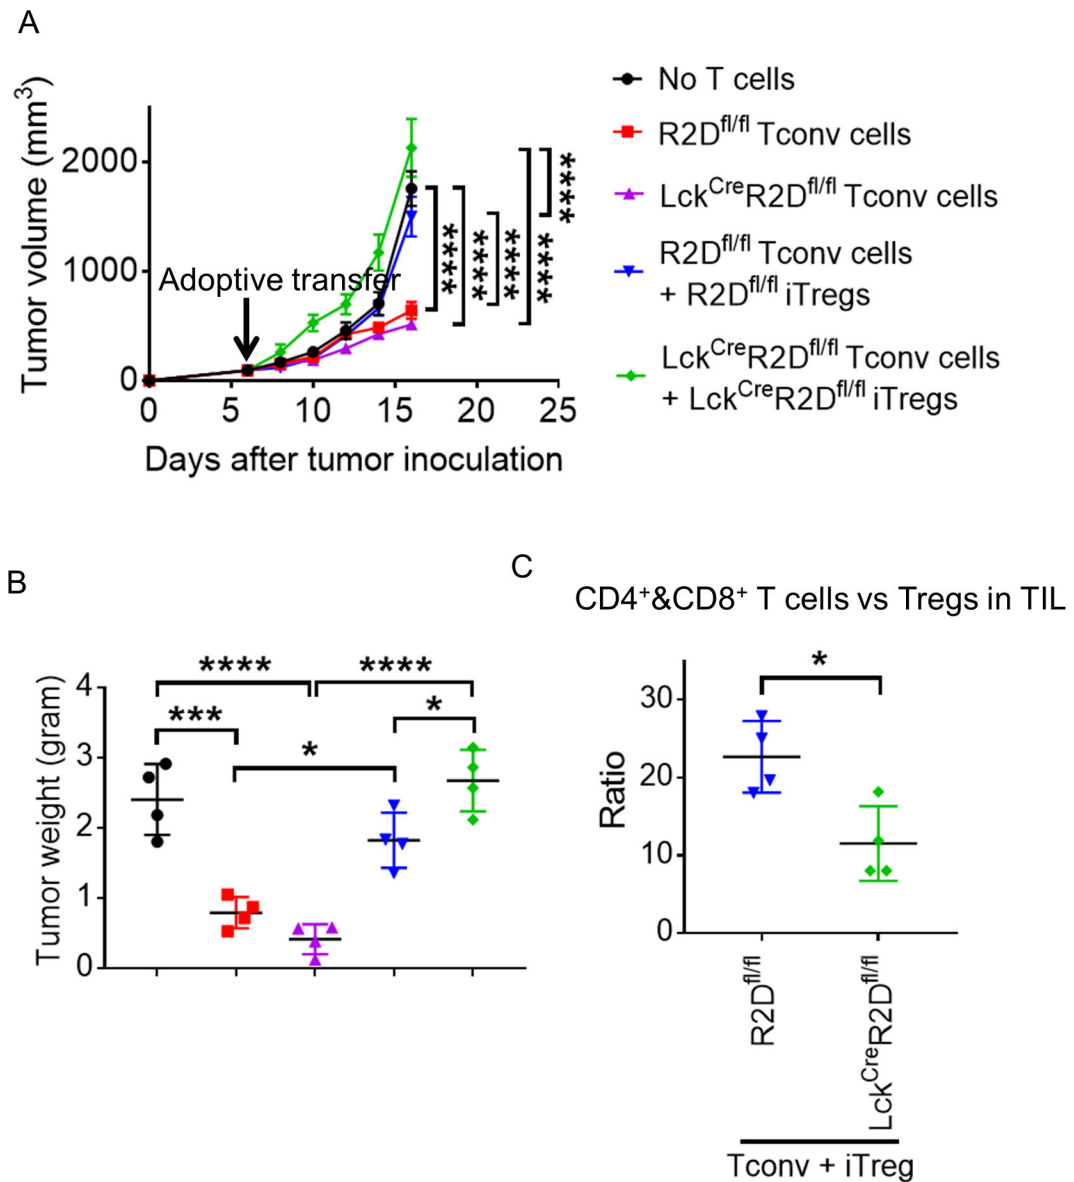 A
Tumor volume (mm³)
2000
1000
0
Adoptive transfer
0 5 10 15 20 25
Days after tumor inoculation
****
****
****
****
****
No T cells
R2Dfl/fl Tconv cells
LckCreR2Dfl/fl Tconv cells
R2Dfl/fl Tconv cells
+ R2Dfl/fl iTregs
LckCreR2Dfl/fl Tconv cells
+ LckCreR2Dfl/fl iTregs
B
Tumor weight (gram)
4
3
2
1
0
**** ****
*** *
*
C
CD4⁺&CD8⁺ T cells vs Tregs in TIL
*
Ratio
30
20
10
0
R2Dfl/fl
LckCreR2Dfl/fl
Tconv + iTreg